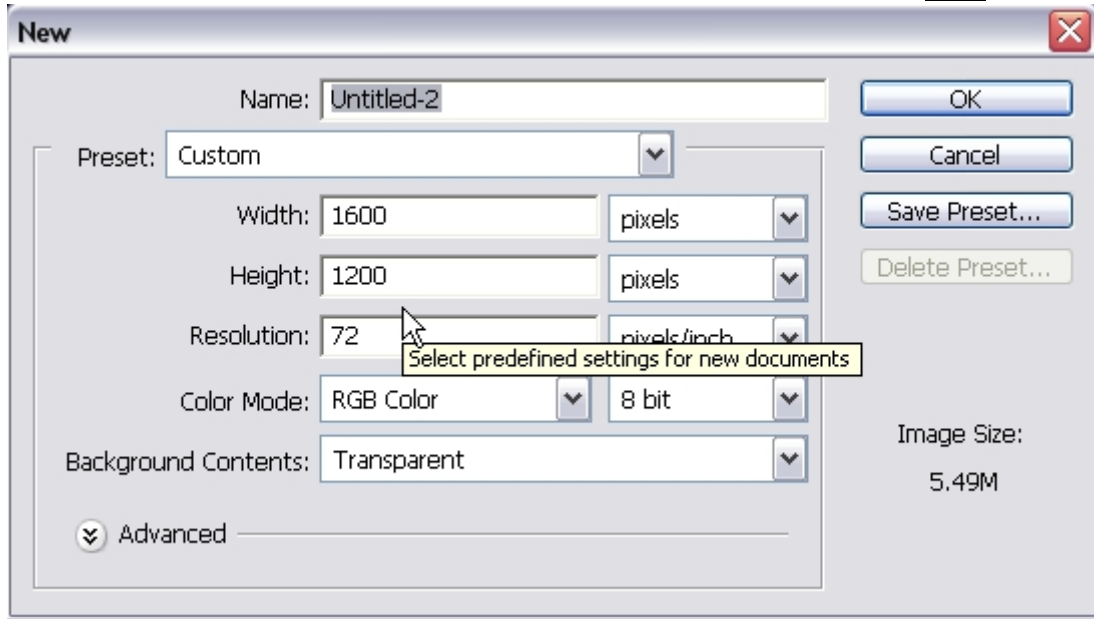 New
Name: Untitled-2
OK
Preset: Custom
Cancel
Width: 1600 pixels
Save Preset...
Height: 1200 pixels
Delete Preset...
Resolution: 72 pixels/inch
Select predefined settings for new documents
Color Mode: RGB Color 8 bit
Image Size:
Background Contents: Transparent
5.49M
Advanced